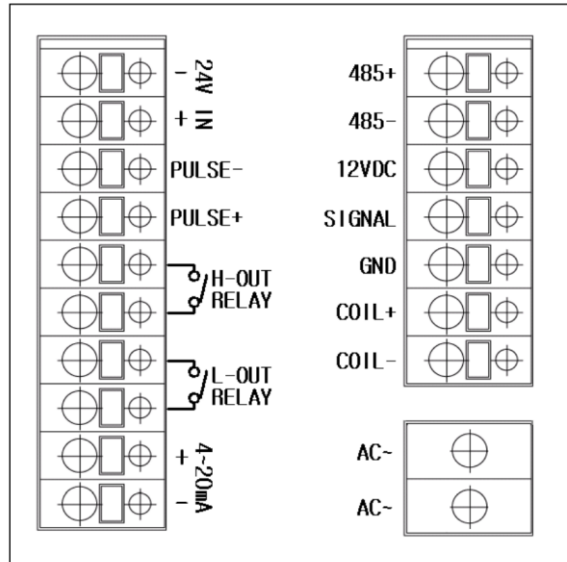 - 24V
+ IN
PULSE-
PULSE+
H-OUT
RELAY
L-OUT
RELAY
+ 4~20mA
-
485+
485-
12VDC
SIGNAL
GND
COIL+
COIL-
AC~
AC~